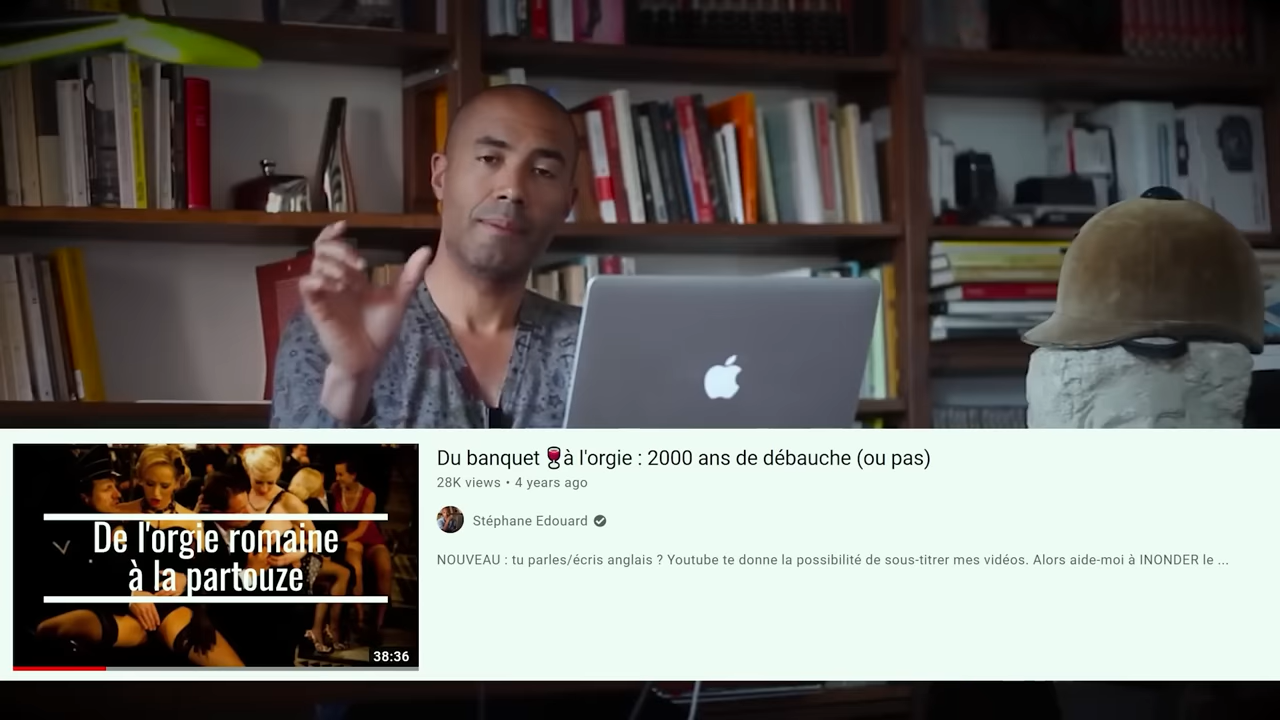 Du banquet 🍷à l'orgie : 2000 ans de débauche (ou pas)
28K views • 4 years ago
Stéphane Edouard
NOUVEAU : tu parles/écris anglais ? Youtube te donne la possibilité de sous-titrer mes vidéos. Alors aide-moi à INONDER le ...
De l'orgie romaine
à la partouze
38:36